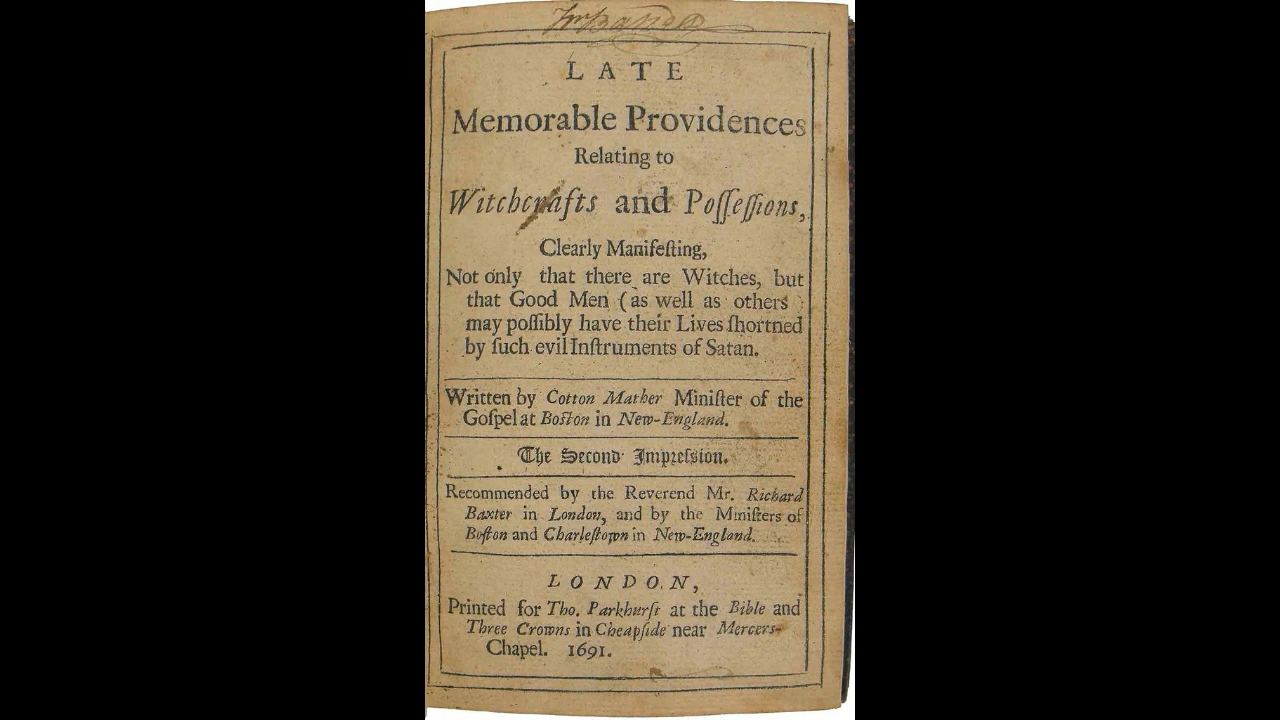 LATE
Memorable Providences
Relating to
Witchcrafts and Poſſeſſions,
Clearly Manifeſting,
Not only that there are Witches, but
that Good Men (as well as others)
may poſſibly have their Lives ſhortned
by ſuch evil Inſtruments of Satan.
Written by Cotton Mather Miniſter of the
Goſpel at Boſton in New-England.
The Second Impreſſion.
Recommended by the Reverend Mr. Richard
Baxter in London, and by the Miniſters of
Boſton and Charleſtown in New-England.
LONDON,
Printed for Tho. Parkhurſt at the Bible and
Three Crowns in Cheapſide near Mercers-
Chapel. 1691.